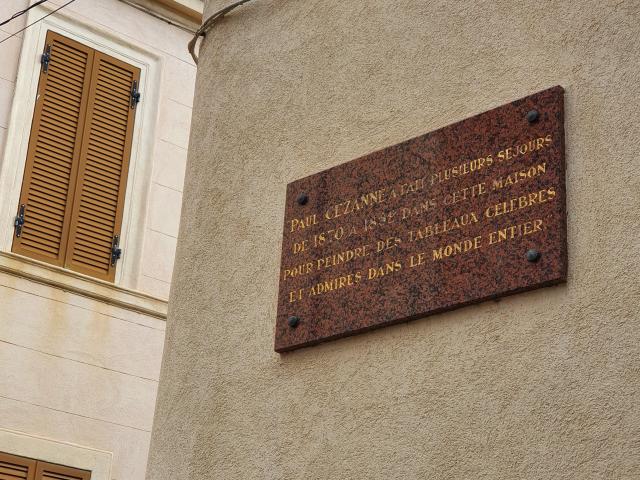 PAUL CEZANNE A FAIT PLUSIEURS SEJOURS
DE 1870 A 1882 DANS CETTE MAISON
POUR PEINDRE DES TABLEAUX CELEBRES
ET ADMIRES DANS LE MONDE ENTIER